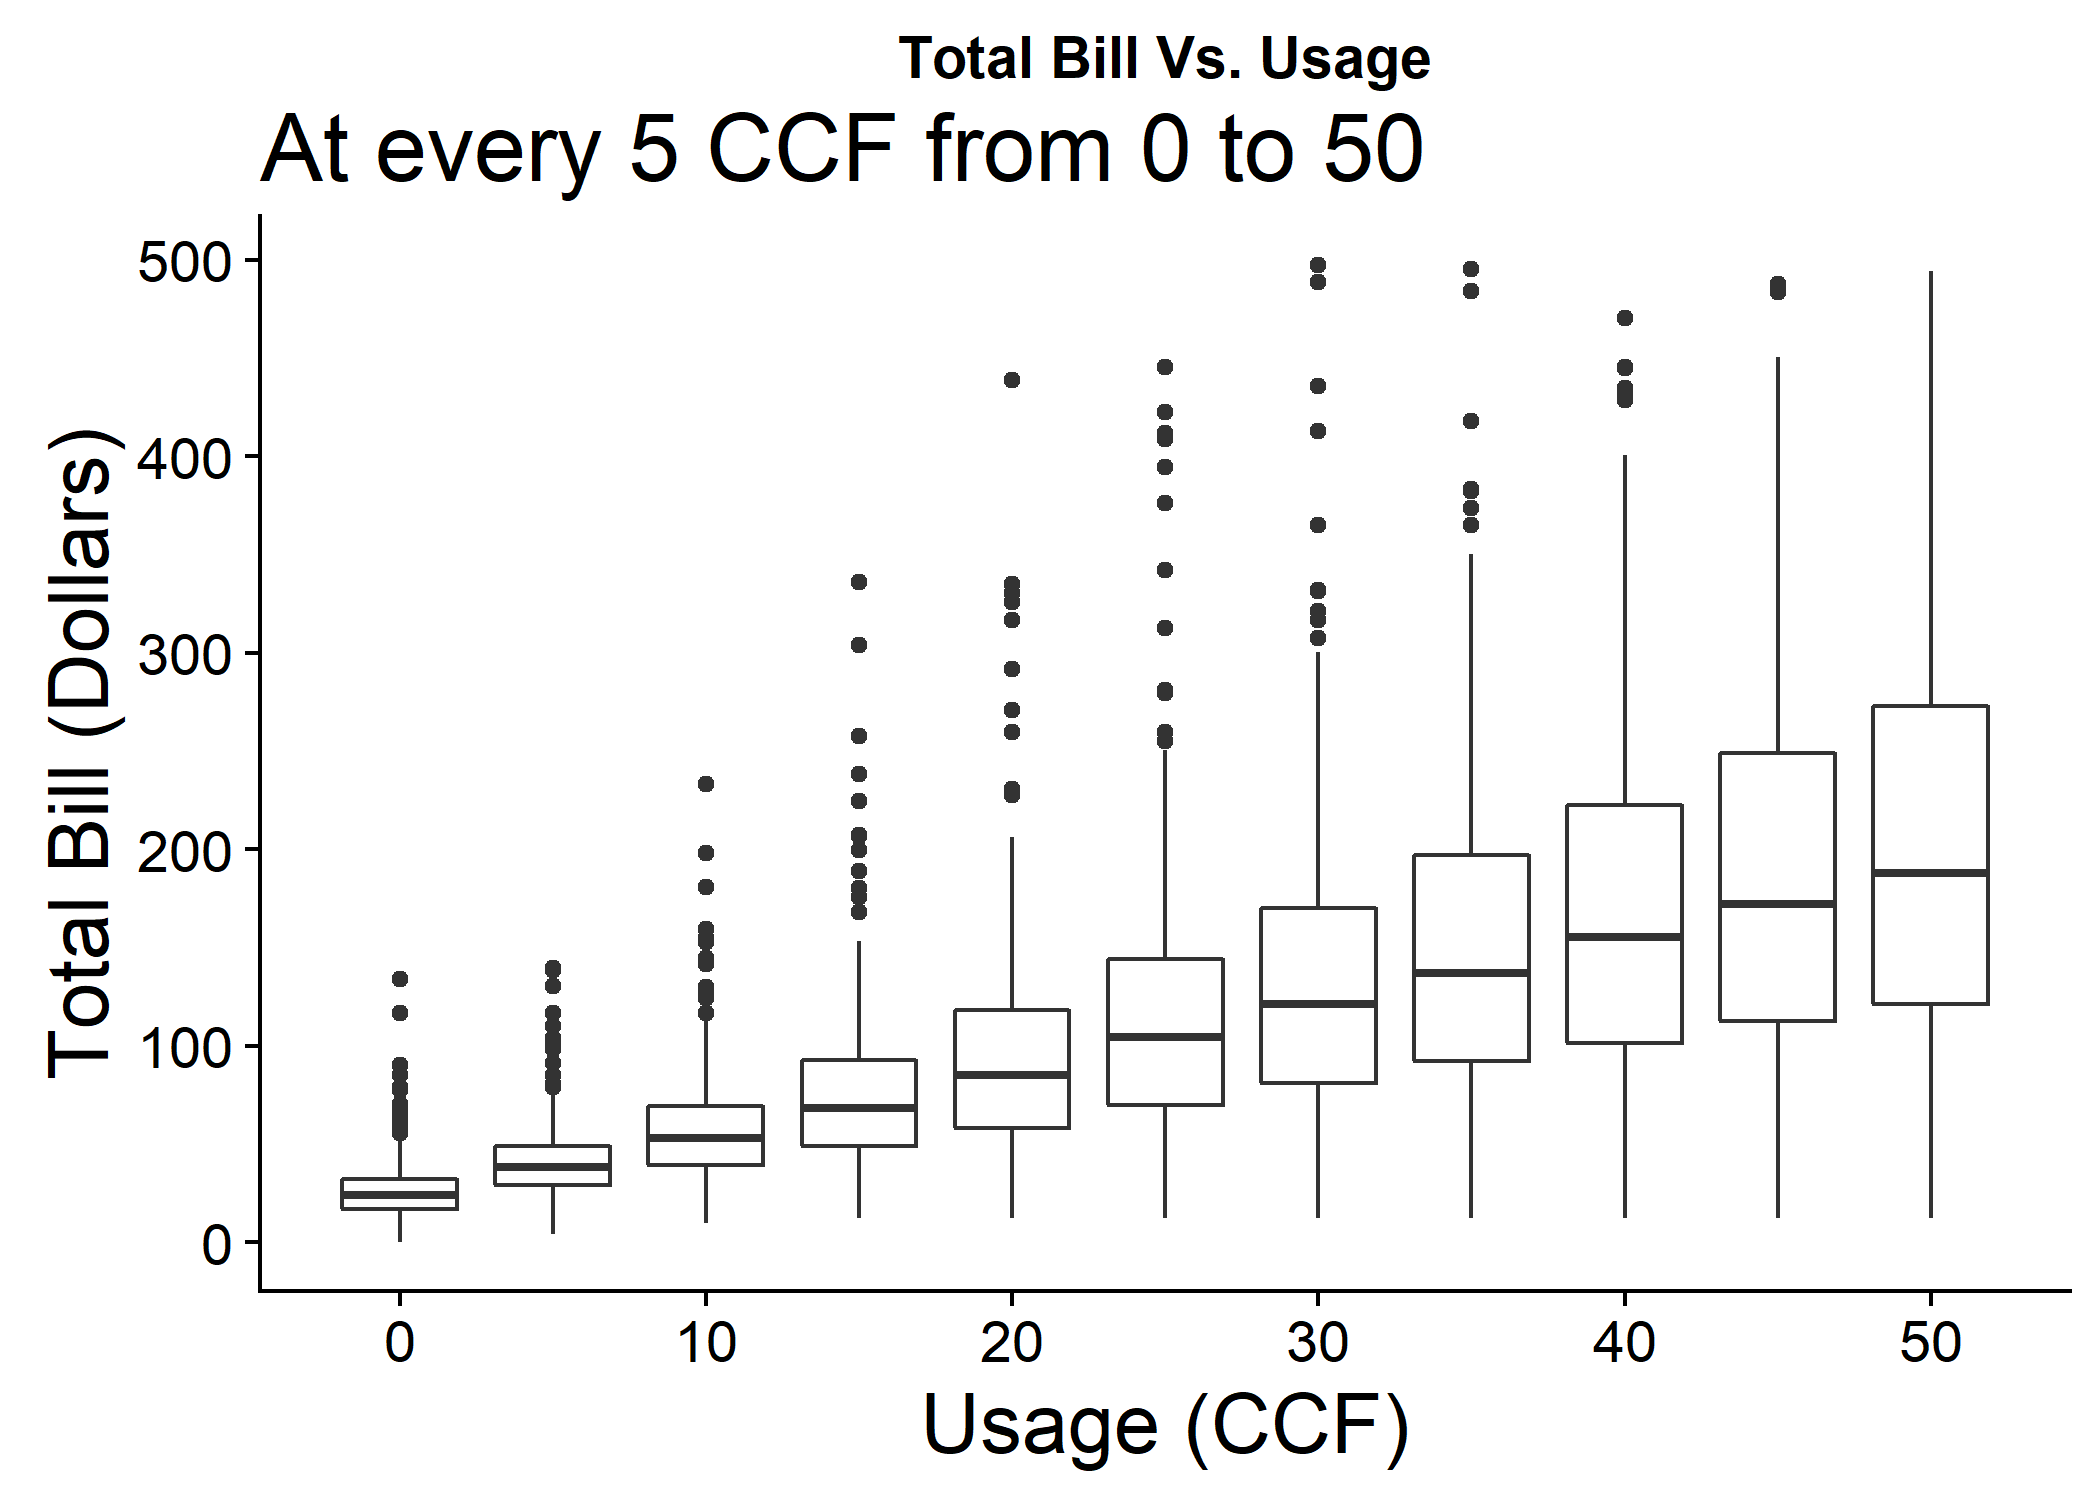 Total Bill Vs. Usage
At every 5 CCF from 0 to 50
Total Bill (Dollars)
500
400
300
200
100
0
0 10 20 30 40 50
Usage (CCF)